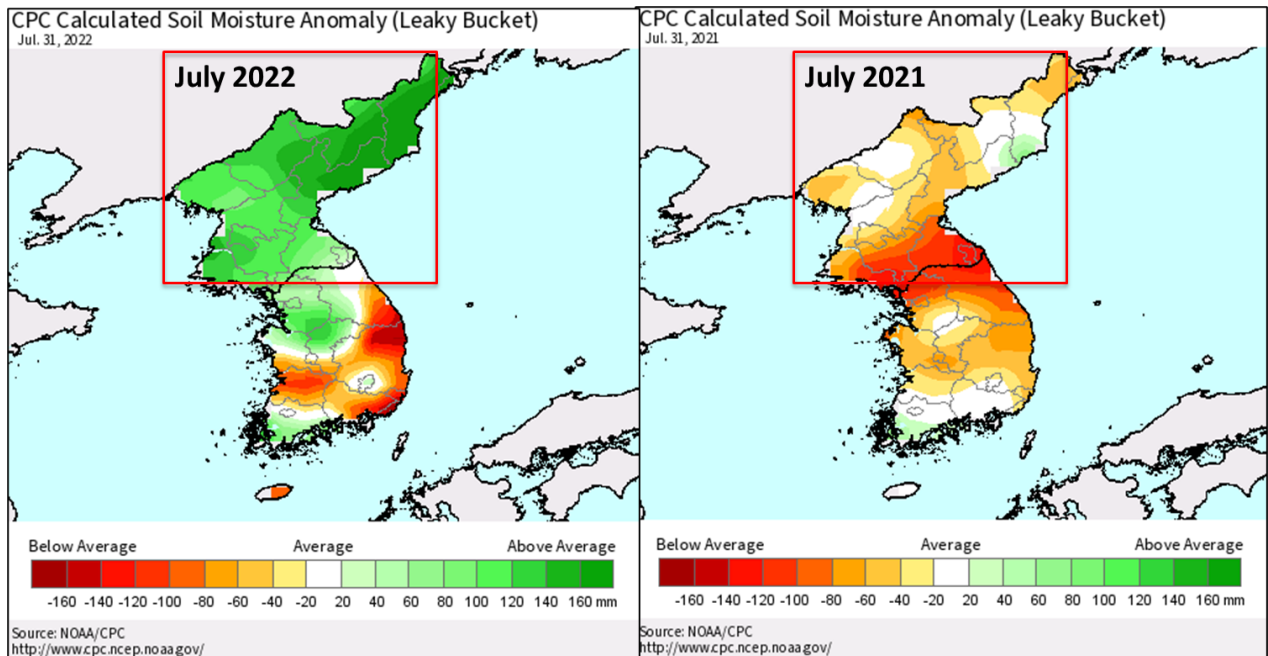 CPC Calculated Soil Moisture Anomaly (Leaky Bucket)
Jul. 31, 2022
July 2022
Below Average Average Above Average
-160 -140 -120 -100 -80 -60 -40 -20 20 40 60 80 100 120 140 160 mm
Source: NOAA/CPC
http://www.cpc.ncep.noaa.gov/
CPC Calculated Soil Moisture Anomaly (Leaky Bucket)
Jul. 31, 2021
July 2021
Below Average Average Above Average
-160 -140 -120 -100 -80 -60 -40 -20 20 40 60 80 100 120 140 160 mm
Source: NOAA/CPC
http://www.cpc.ncep.noaa.gov/